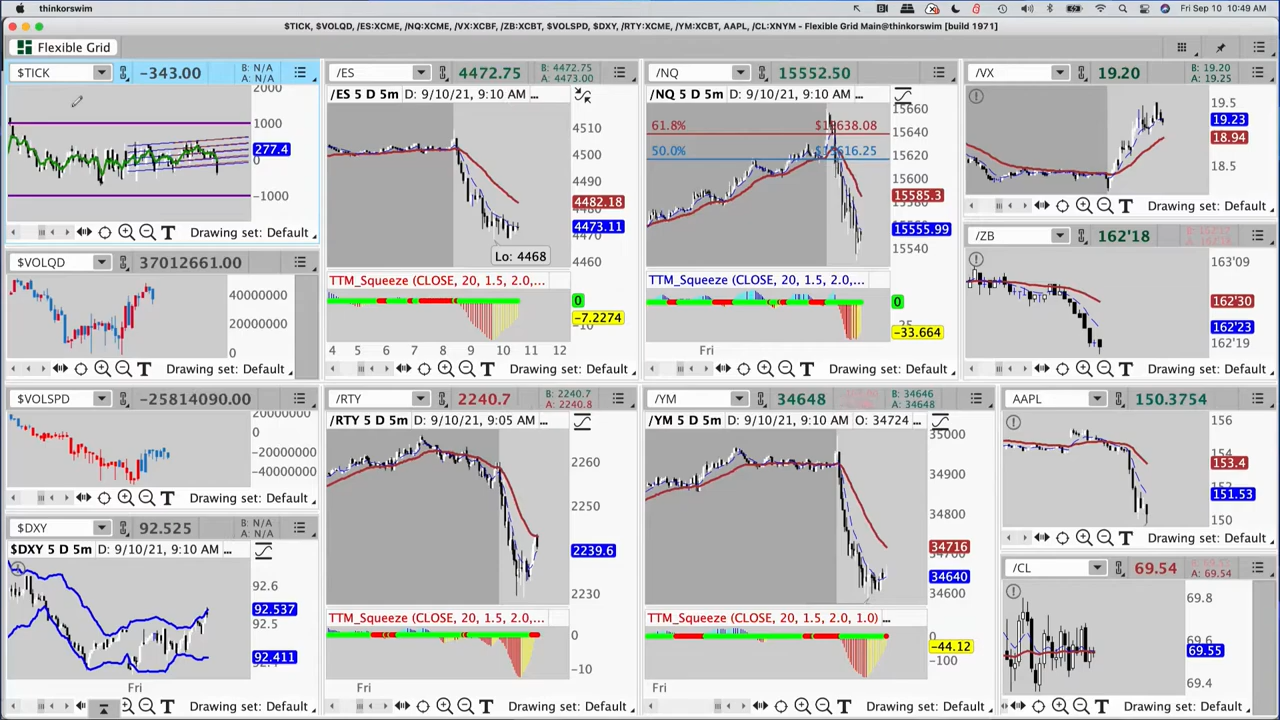 thinkorswim
Fri Sep 10 10:49 AM
$TICK, $VOLQD, /ES:XCME, /NQ:XCME, /VX:XCBF, /ZB:XCBT, $VOLSPD, $DXY, /RTY:XCME, /YM:XCBT, AAPL, /CL:XNYM - Flexible Grid Main@thinkorswim [build 1971]
Flexible Grid
$TICK -343.00 B: N/A A: N/A
2000
1000
277.4
0
-1000
Drawing set: Default
/ES 4472.75 B: 4472.75 A: 4473.00
/ES 5 D 5m D: 9/10/21, 9:10 AM ...
4510
4500
4490
4482.18
4473.11
4460
Lo: 4468
TTM_Squeeze (CLOSE, 20, 1.5, 2.0,...
0
-7.2274
4 5 6 7 8 9 10 11 12
Drawing set: Default
/NQ 15552.50
/NQ 5 D 5m D: 9/10/21, 9:10 AM ...
61.8%
50.0%
15660
15640
15620
15600
15585.3
15555.99
15540
TTM_Squeeze (CLOSE, 20, 1.5, 2.0,...
0
-33.664
Fri
Drawing set: Default
/VX 19.20 B: 19.20 A: 19.25
19.5
19.23
18.94
18.5
Drawing set: Default
/ZB 162'18
163'09
162'30
162'23
162'19
Drawing set: Default
$VOLQD 37012661.00
40000000
20000000
0
Drawing set: Default
$VOLSPD -25814090.00
20000000
0
-20000000
-40000000
Drawing set: Default
$DXY 92.525 B: N/A A: N/A
$DXY 5 D 5m D: 9/10/21, 9:10 AM ...
92.6
92.537
92.5
92.411
Fri
Drawing set: Default
/RTY 2240.7 B: 2240.7 A: 2240.8
/RTY 5 D 5m D: 9/10/21, 9:05 AM ...
2260
2250
2239.6
2230
TTM_Squeeze (CLOSE, 20, 1.5, 2.0,...
0
-10
Fri
Drawing set: Default
/YM 34648 B: 34646 A: 34648
/YM 5 D 5m D: 9/10/21, 9:10 AM O: 34724 ...
35000
34900
34800
34716
34640
34600
TTM_Squeeze (CLOSE, 20, 1.5, 2.0, 1.0) ...
0
-44.12
-100
Fri
Drawing set: Default
AAPL 150.3754
156
154
153.4
152
151.53
150
Drawing set: Default
/CL 69.54 B: 69.53 A: 69.54
69.8
69.6
69.55
69.4
Drawing set: Default